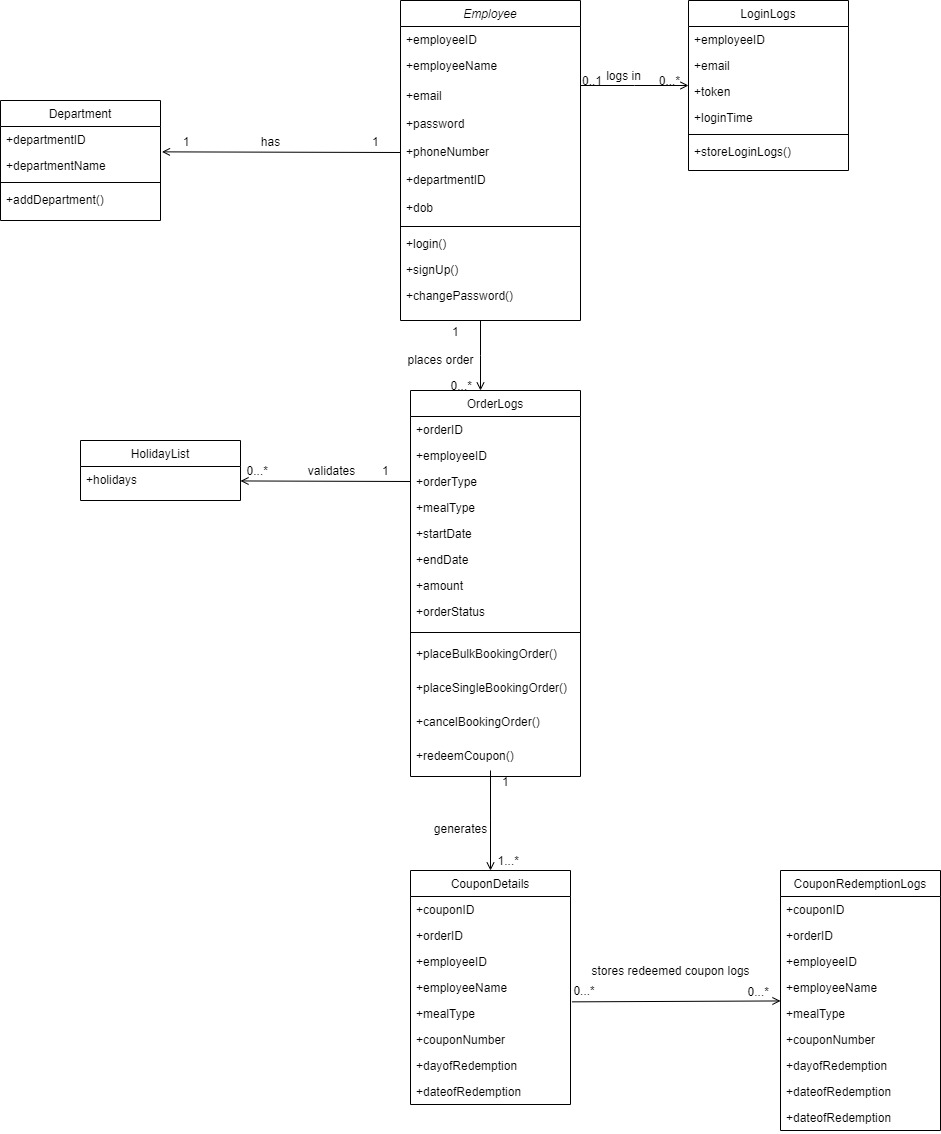 Employee
+employeeID
+employeeName
+email
+password
+phoneNumber
+departmentID
+dob
+login()
+signUp()
+changePassword()
LoginLogs
+employeeID
+email
+token
+loginTime
+storeLoginLogs()
0..1
logs in
0...*
Department
+departmentID
+departmentName
+addDepartment()
1
has
1
1
places order
0...*
OrderLogs
+orderID
+employeeID
+orderType
+mealType
+startDate
+endDate
+amount
+orderStatus
+placeBulkBookingOrder()
+placeSingleBookingOrder()
+cancelBookingOrder()
+redeemCoupon()
HolidayList
+holidays
0...*
validates
1
1
generates
1...*
CouponDetails
+couponID
+orderID
+employeeID
+employeeName
+mealType
+couponNumber
+dayofRedemption
+dateofRedemption
stores redeemed coupon logs
0...*
0...*
CouponRedemptionLogs
+couponID
+orderID
+employeeID
+employeeName
+mealType
+couponNumber
+dayofRedemption
+dateofRedemption
+dateofRedemption